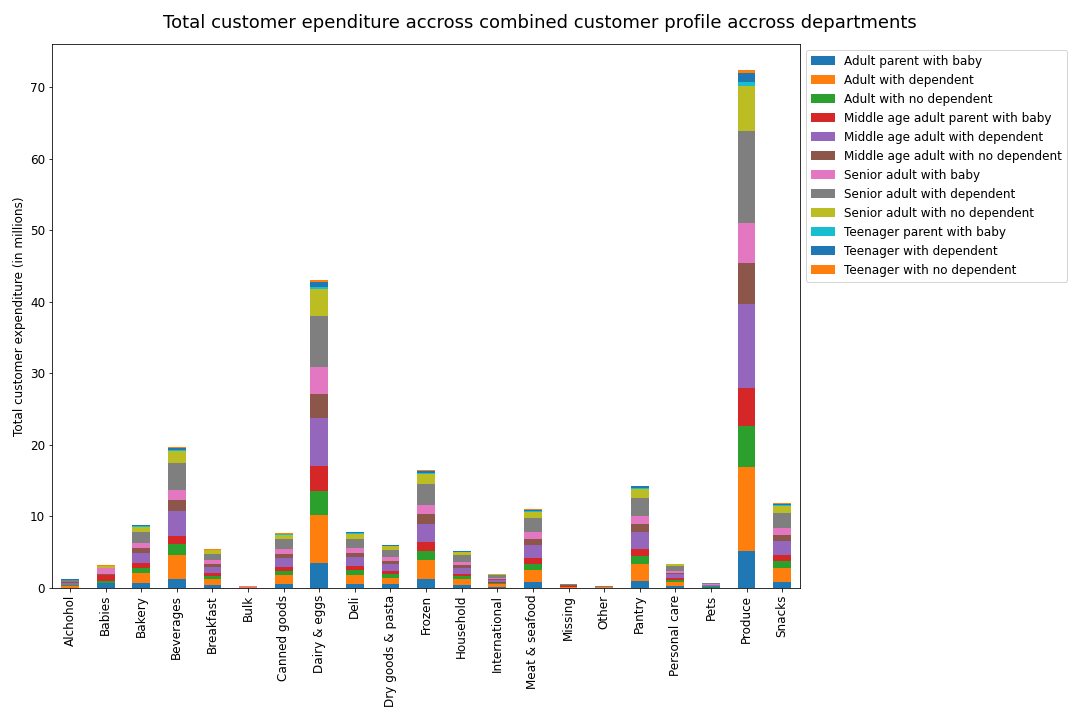 Total customer ependiture accross combined customer profile accross departments
Total customer expenditure (in millions)
70
60
50
40
30
20
10
0
Alchohol
Babies
Bakery
Beverages
Breakfast
Bulk
Canned goods
Dairy & eggs
Deli
Dry goods & pasta
Frozen
Household
International
Meat & seafood
Missing
Other
Pantry
Personal care
Pets
Produce
Snacks
Adult parent with baby
Adult with dependent
Adult with no dependent
Middle age adult parent with baby
Middle age adult with dependent
Middle age adult with no dependent
Senior adult with baby
Senior adult with dependent
Senior adult with no dependent
Teenager parent with baby
Teenager with dependent
Teenager with no dependent